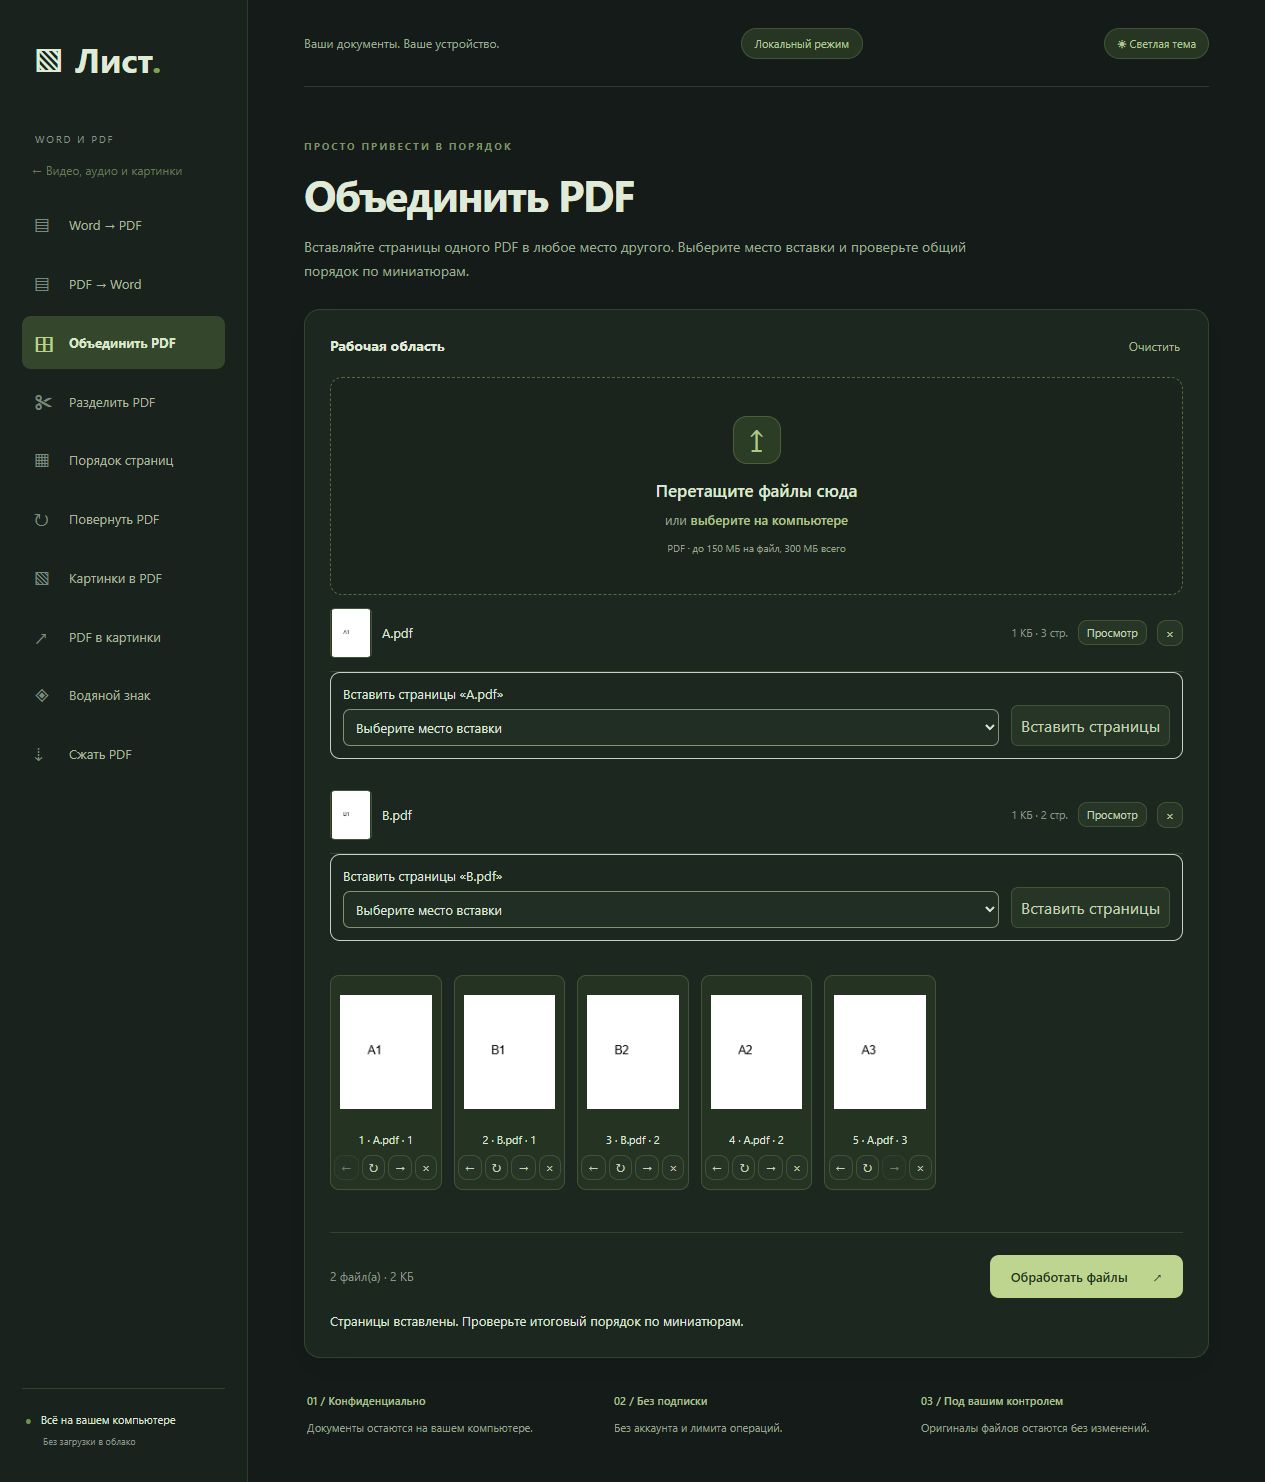 Лист.
WORD И PDF
← Видео, аудио и картинки
Word → PDF
PDF → Word
Объединить PDF
Разделить PDF
Порядок страниц
Повернуть PDF
Картинки в PDF
PDF в картинки
Водяной знак
Сжать PDF
Всё на вашем компьютере
Без загрузки в облако
Ваши документы. Ваше устройство.
Локальный режим
☀ Светлая тема
ПРОСТО ПРИВЕСТИ В ПОРЯДОК
Объединить PDF
Вставляйте страницы одного PDF в любое место другого. Выберите место вставки и проверьте общий
порядок по миниатюрам.
Рабочая область
Очистить
Перетащите файлы сюда
или выберите на компьютере
PDF · до 150 МБ на файл, 300 МБ всего
A1
A.pdf
1 КБ · 3 стр.
Просмотр
×
Вставить страницы «A.pdf»
Выберите место вставки
Вставить страницы
B1
B.pdf
1 КБ · 2 стр.
Просмотр
×
Вставить страницы «B.pdf»
Выберите место вставки
Вставить страницы
A1
B1
B2
A2
A3
1 · A.pdf · 1
2 · B.pdf · 1
3 · B.pdf · 2
4 · A.pdf · 2
5 · A.pdf · 3
← ↻ → ×
← ↻ → ×
← ↻ → ×
← ↻ → ×
← ↻ → ×
2 файл(а) · 2 КБ
Обработать файлы ↗
Страницы вставлены. Проверьте итоговый порядок по миниатюрам.
01 / Конфиденциально
Документы остаются на вашем компьютере.
02 / Без подписки
Без аккаунта и лимита операций.
03 / Под вашим контролем
Оригиналы файлов остаются без изменений.